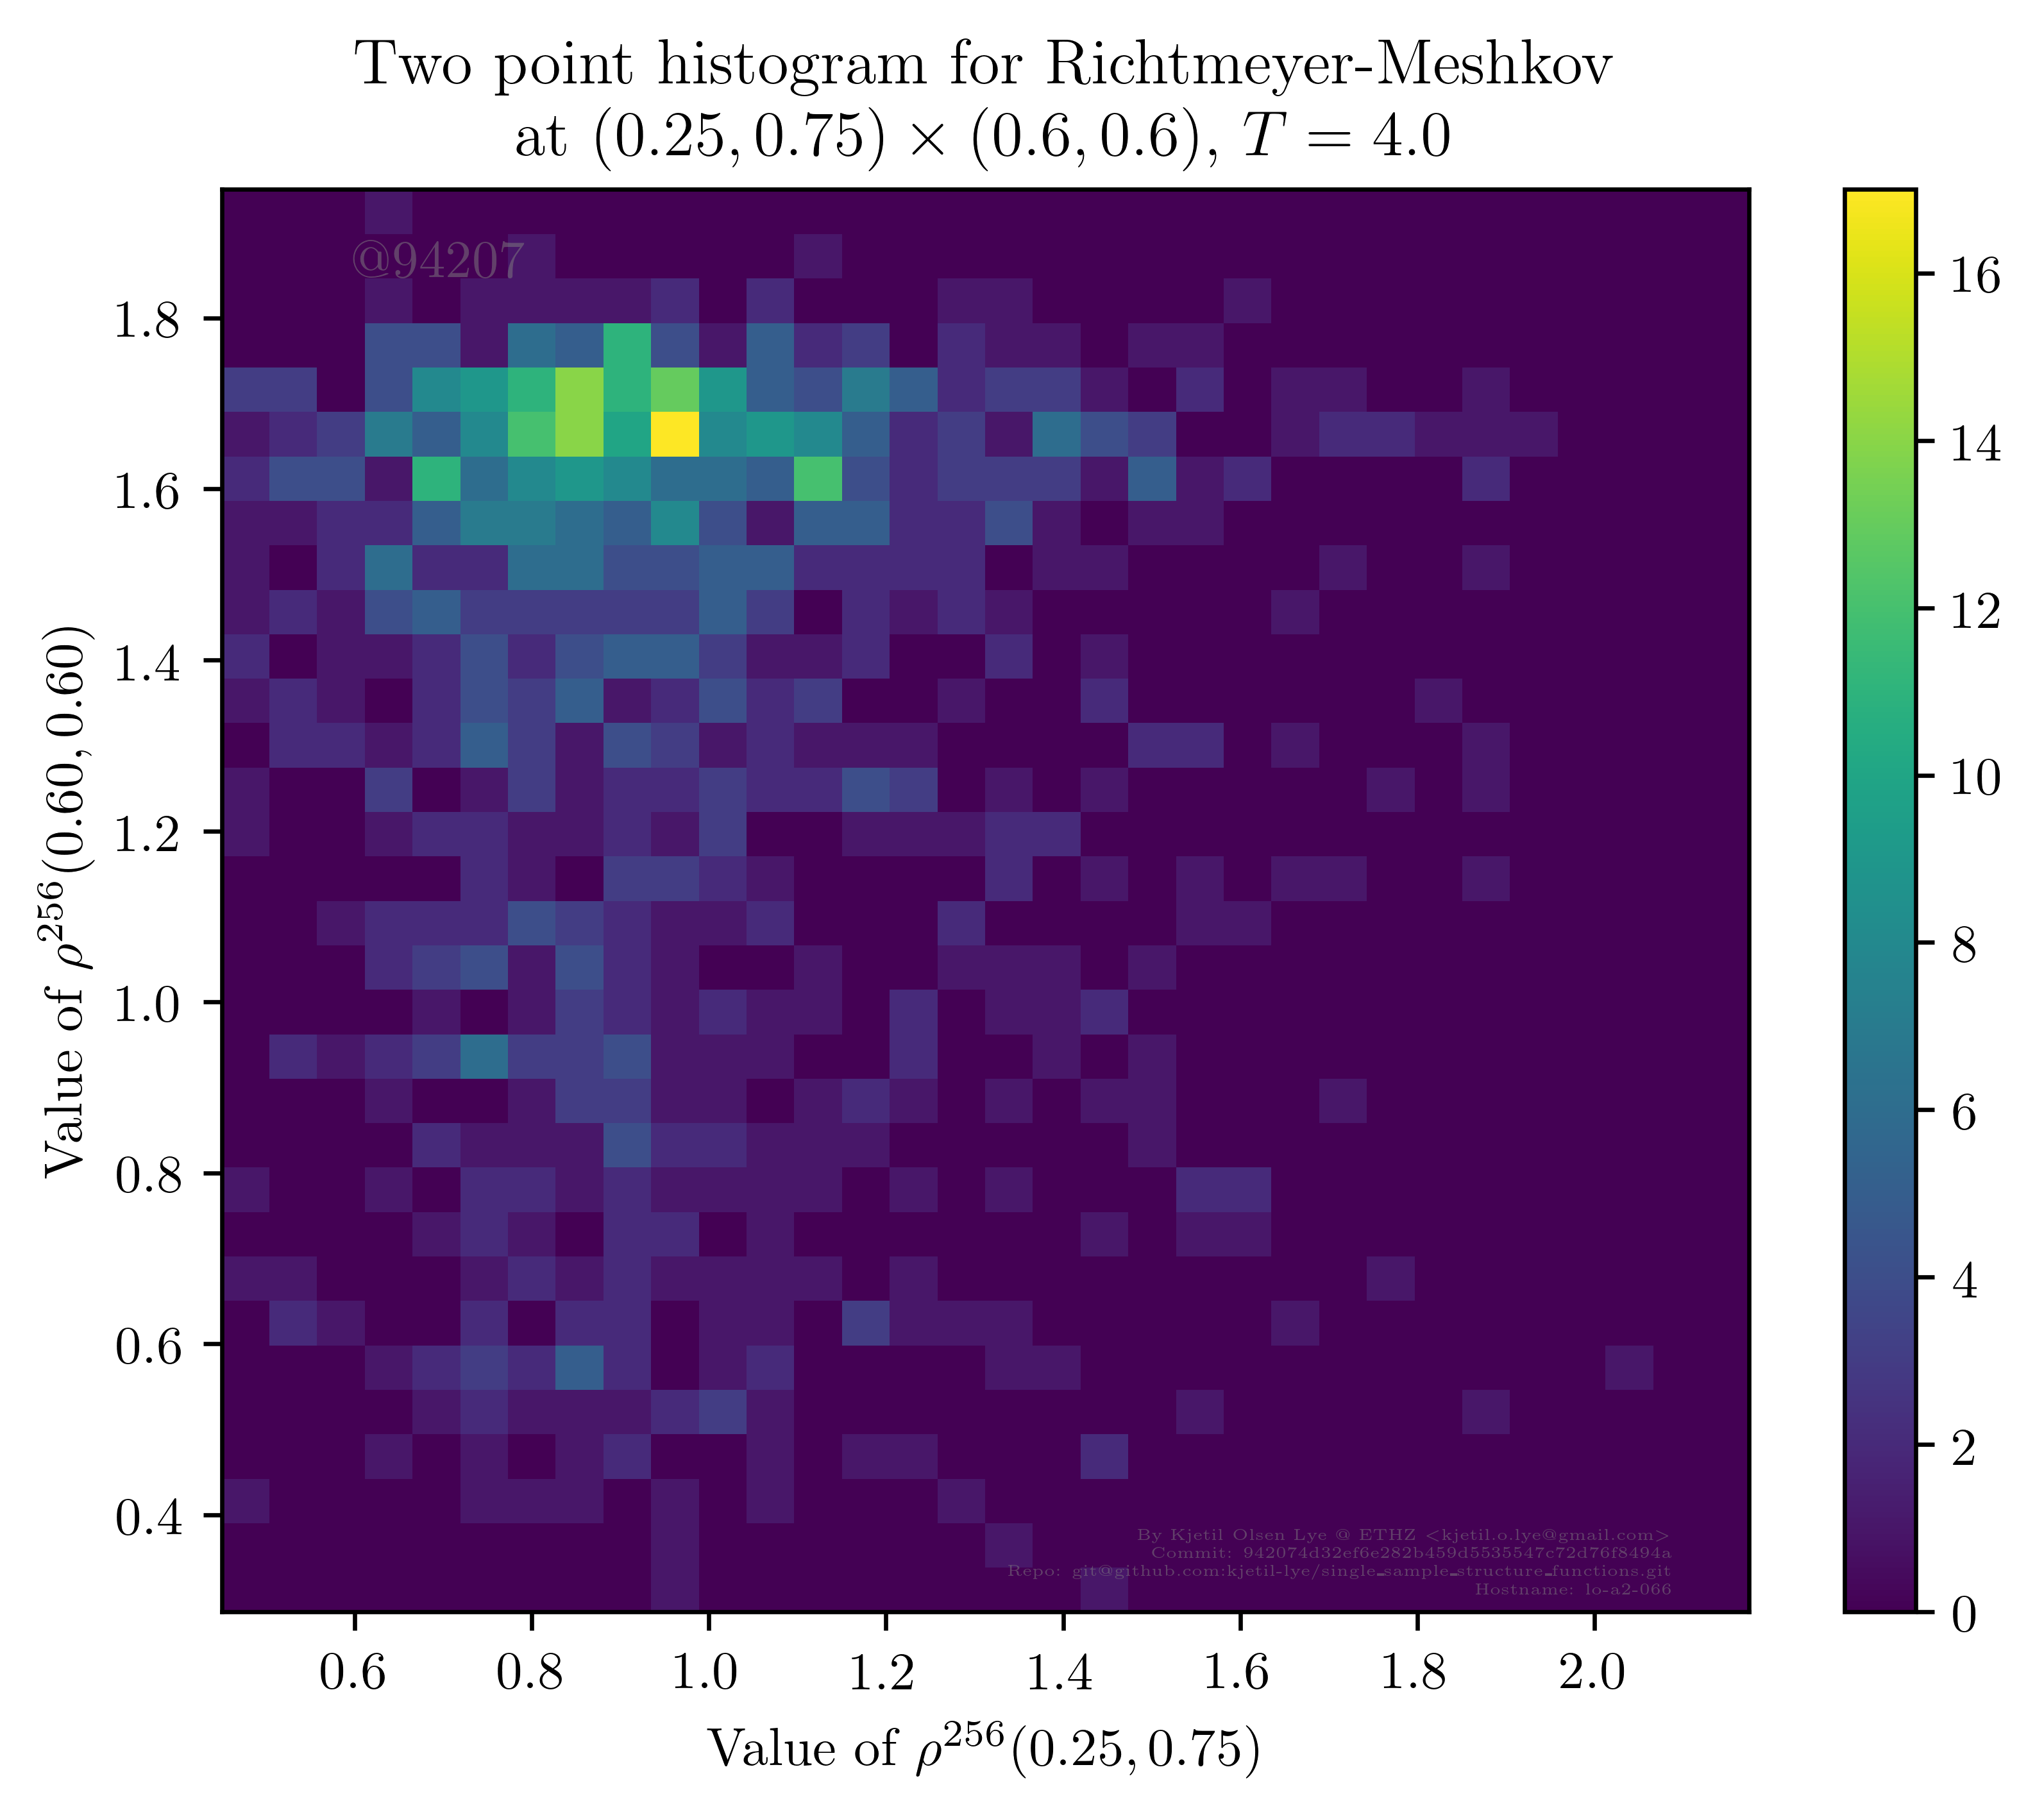 Two point histogram for Richtmeyer-Meshkov
at (0.25, 0.75) × (0.6, 0.6), T = 4.0
@94207
1.8
1.6
1.4
1.2
1.0
0.8
0.6
0.4
Value of ρ^256(0.60, 0.60)
0.6 0.8 1.0 1.2 1.4 1.6 1.8 2.0
Value of ρ^256(0.25, 0.75)
16
14
12
10
8
6
4
2
0
By Kjetil Olsen Lye @ ETHZ <kjetil.o.lye@gmail.com>
Commit: 942074d32ef6e282b459d5535547c72d76f8494a
Repo: git@github.com:kjetil-lye/single_sample_structure_functions.git
Hostname: lo-a2-066